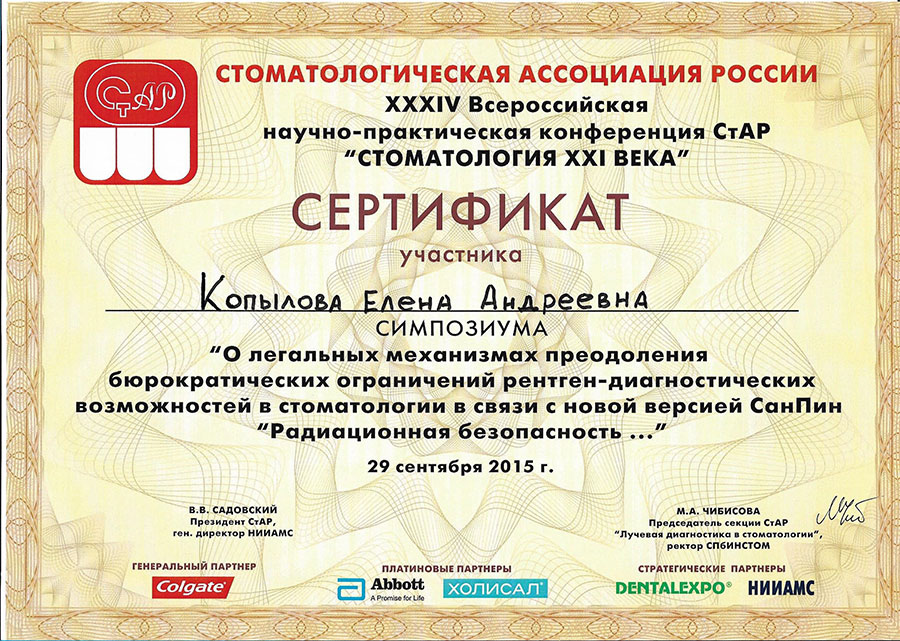 СтАР
СТОМАТОЛОГИЧЕСКАЯ АССОЦИАЦИЯ РОССИИ
XXXIV Всероссийская
научно-практическая конференция СтАР
“СТОМАТОЛОГИЯ XXI ВЕКА”
СЕРТИФИКАТ
участника
Копылова Елена Андреевна
СИМПОЗИУМА
“О легальных механизмах преодоления
бюрократических ограничений рентген-диагностических
возможностей в стоматологии в связи с новой версией СанПин
“Радиационная безопасность ...”
29 сентября 2015 г.
В.В. САДОВСКИЙ
Президент СтАР,
ген. директор НИИАМС
М.А. ЧИБИСОВА
Председатель секции СтАР
“Лучевая диагностика в стоматологии”,
ректор СПбИНСТОМ
ГЕНЕРАЛЬНЫЙ ПАРТНЕР
Colgate®
ПЛАТИНОВЫЕ ПАРТНЕРЫ
Abbott
A Promise for Life
ХОЛИСАЛ®
СТРАТЕГИЧЕСКИЕ ПАРТНЕРЫ
DENTALEXPO®
НИИАМС